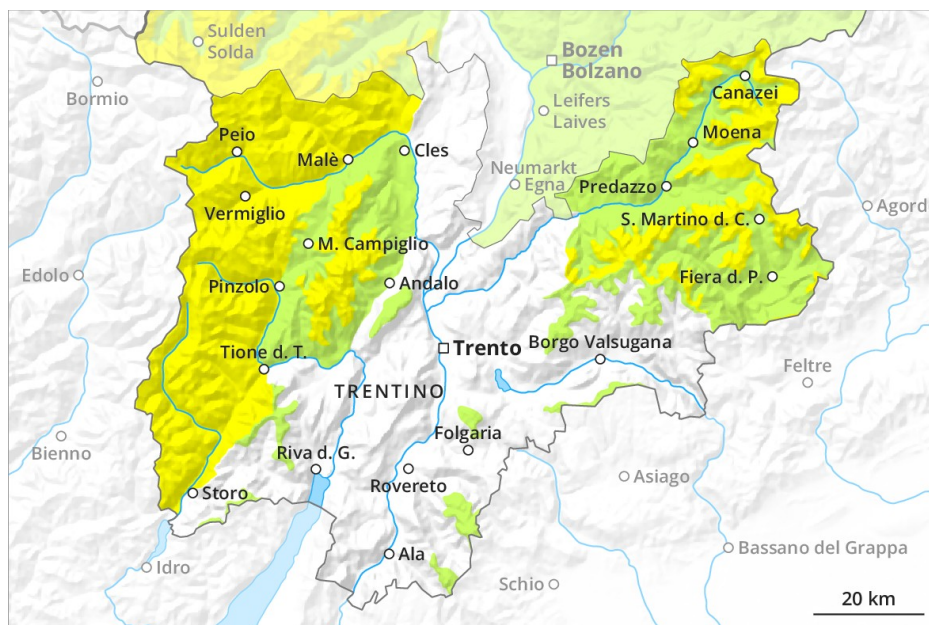 Sulden
Solda
Bozen
Bolzano
Bormio
Leifers
Laives
Canazei
Peio
Moena
Malè
Cles
Neumarkt
Egna
Predazzo
Vermiglio
Agord
S. Martino d. C.
M. Campiglio
Edolo
Pinzolo
Andalo
Fiera d. P.
Trento
Borgo Valsugana
Tione d. T.
Feltre
TRENTINO
Folgaria
Bienno
Riva d. G.
Asiago
Storo
Rovereto
Ala
Bassano del Grappa
Idro
Schio
20 km